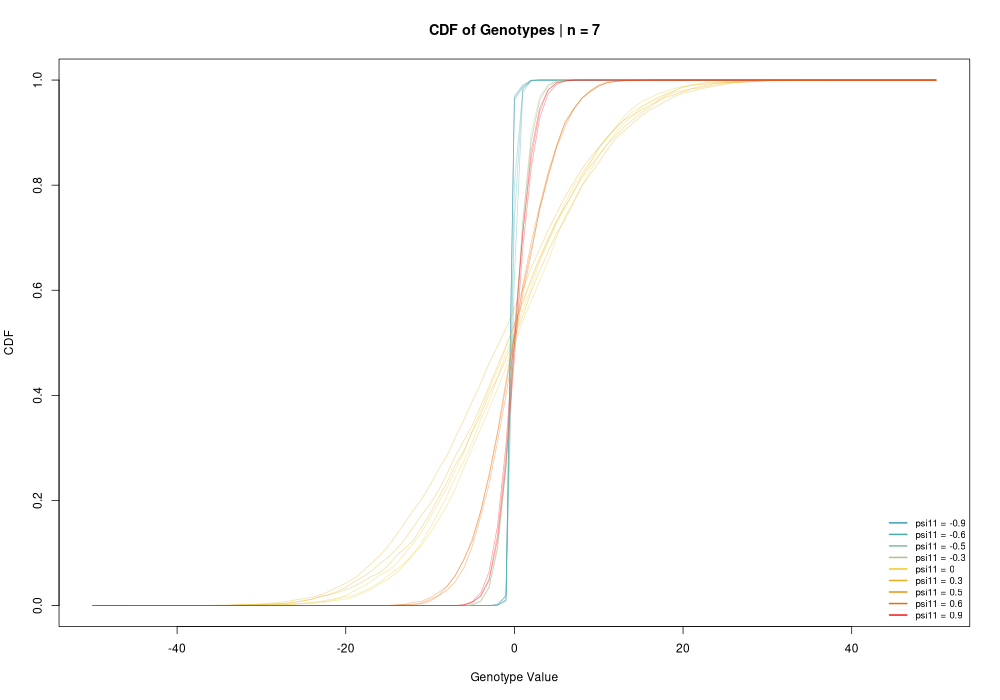 CDF of Genotypes | n = 7
CDF
1.0
0.8
0.6
0.4
0.2
0.0
-40
-20
0
20
40
Genotype Value
psi11 = -0.9
psi11 = -0.6
psi11 = -0.5
psi11 = -0.3
psi11 = 0
psi11 = 0.3
psi11 = 0.5
psi11 = 0.6
psi11 = 0.9